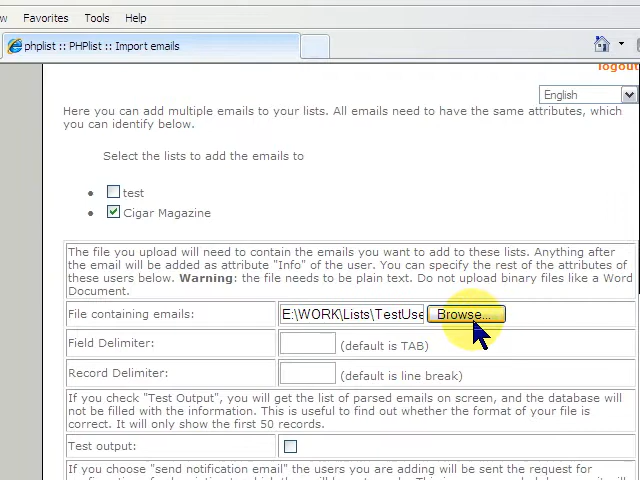 w Favorites Tools Help
phplist :: PHPlist :: Import emails
logout
English
Here you can add multiple emails to your lists. All emails need to have the same attributes, which
you can identify below.
Select the lists to add the emails to
test
Cigar Magazine
The file you upload will need to contain the emails you want to add to these lists. Anything after
the email will be added as attribute "Info" of the user. You can specify the rest of the attributes of
these users below. Warning: the file needs to be plain text. Do not upload binary files like a Word
Document.
File containing emails: E:\WORK\Lists\TestUse Browse...
Field Delimiter: (default is TAB)
Record Delimiter: (default is line break)
If you check "Test Output", you will get the list of parsed emails on screen, and the database will
not be filled with the information. This is useful to find out whether the format of your file is
correct. It will only show the first 50 records.
Test output:
If you choose "send notification email" the users you are adding will be sent the request for